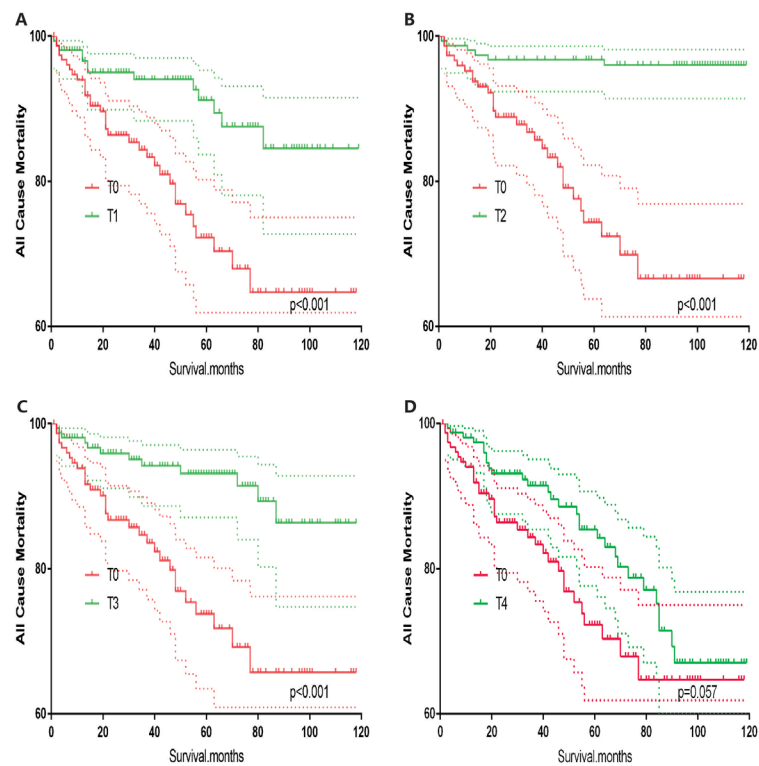 A
All Cause Mortality
100
80
60
T0
T1
p<0.001
0 20 40 60 80 100 120
Survival.months
B
All Cause Mortality
100
80
60
T0
T2
p<0.001
0 20 40 60 80 100 120
Survival.months
C
All Cause Mortality
100
80
60
T0
T3
p<0.001
0 20 40 60 80 100 120
Survival.months
D
All Cause Mortality
100
80
60
T0
T4
p=0.057
0 20 40 60 80 100 120
Survival.months